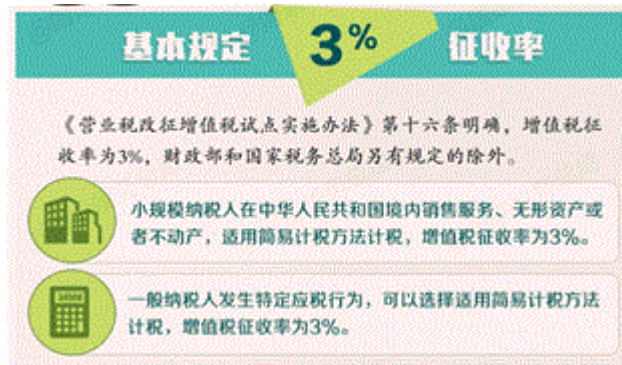 基本规定 3% 征收率
《营业税改征增值税试点实施办法》第十六条明确，增值税征
收率为3%，财政部和国家税务总局另有规定的除外。
小规模纳税人在中华人民共和国境内销售服务、无形资产或
者不动产，适用简易计税方法计税，增值税征收率为3%。
一般纳税人发生特定应税行为，可以选择适用简易计税方法
计税，增值税征收率为3%。